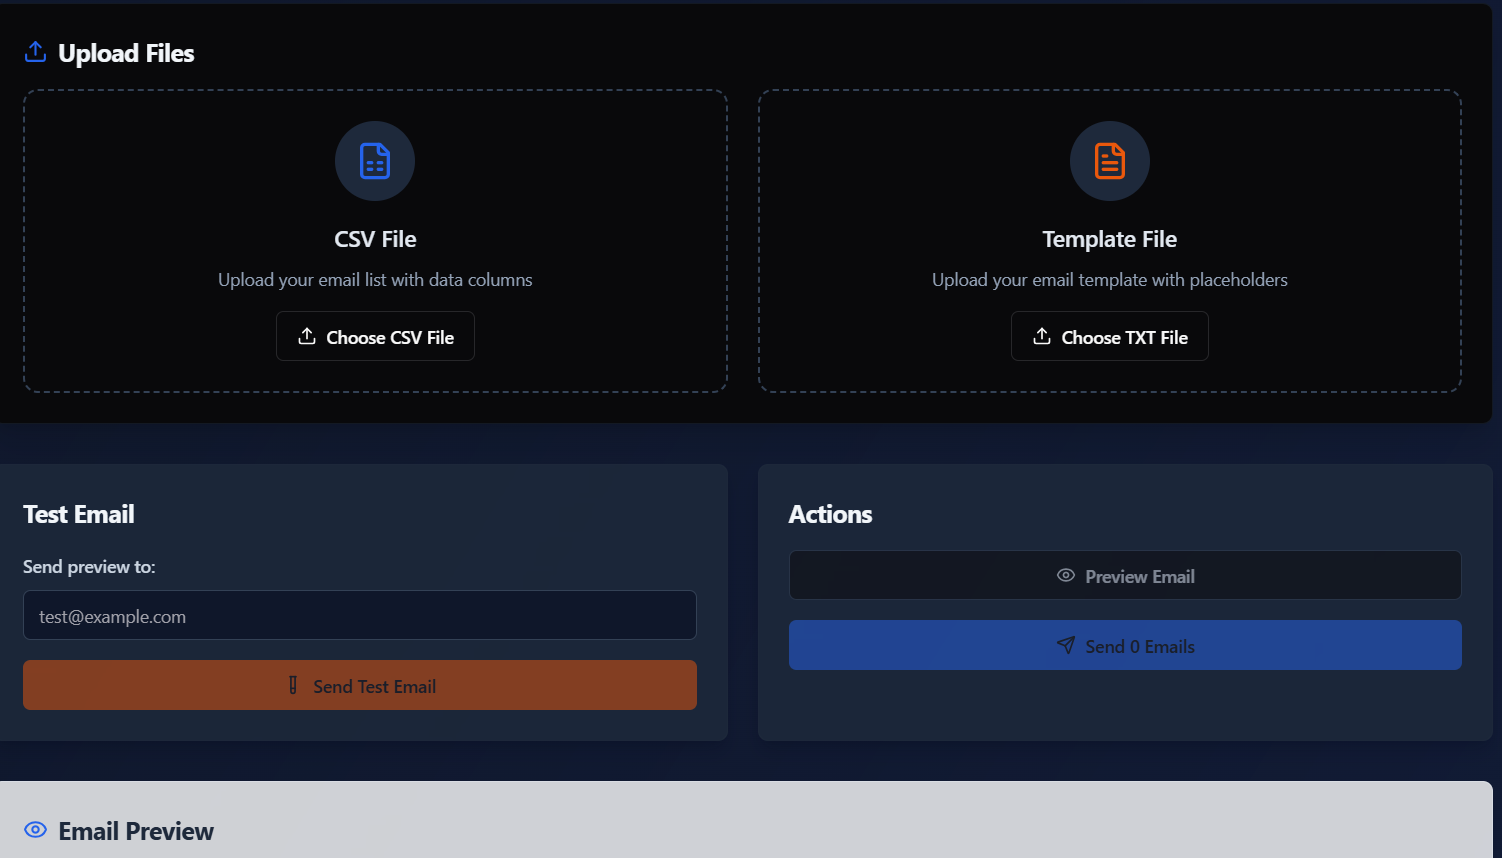 Upload Files
CSV File
Upload your email list with data columns
Choose CSV File
Template File
Upload your email template with placeholders
Choose TXT File
Test Email
Send preview to:
test@example.com
Send Test Email
Actions
Preview Email
Send 0 Emails
Email Preview